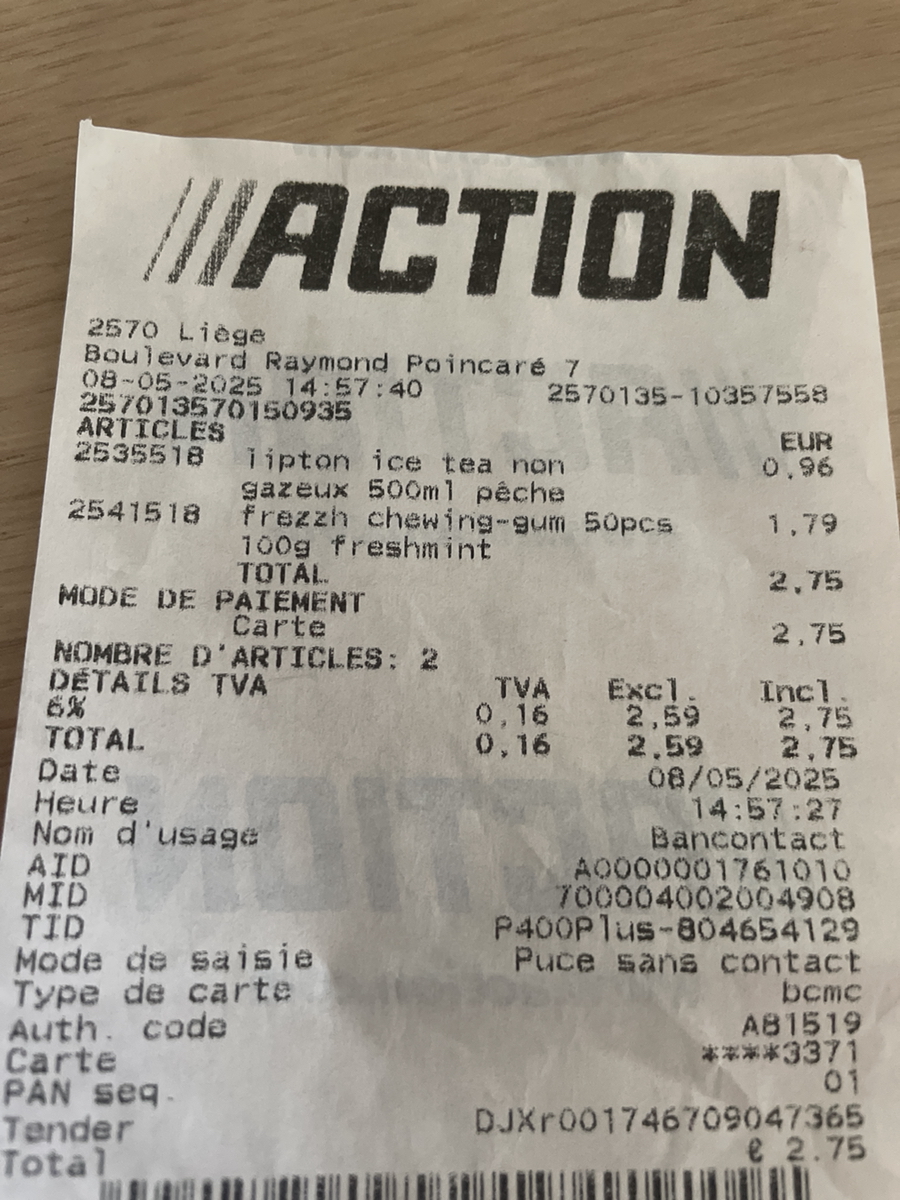 ///ACTION
2570 Liège
Boulevard Raymond Poincaré 7
08-05-2025 14:57:40 2570135-10357558
257013570150935
ARTICLES EUR
2535518 lipton ice tea non 0,96
gazeux 500ml pêche
2541518 frezzh chewing-gum 50pcs 1,79
100g freshmint
TOTAL 2,75
MODE DE PAIEMENT
Carte 2,75
NOMBRE D'ARTICLES: 2
DÉTAILS TVA TVA Excl. Incl.
6% 0,16 2,59 2,75
TOTAL 0,16 2,59 2,75
Date 08/05/2025
Heure 14:57:27
Nom d'usage Bancontact
AID A0000001761010
MID 700004002004908
TID P400Plus-804654129
Mode de saisie Puce sans contact
Type de carte bcmc
Auth. code AB1519
Carte ****3371
PAN seq. 01
Tender DJXr001746709047365
Total € 2.75